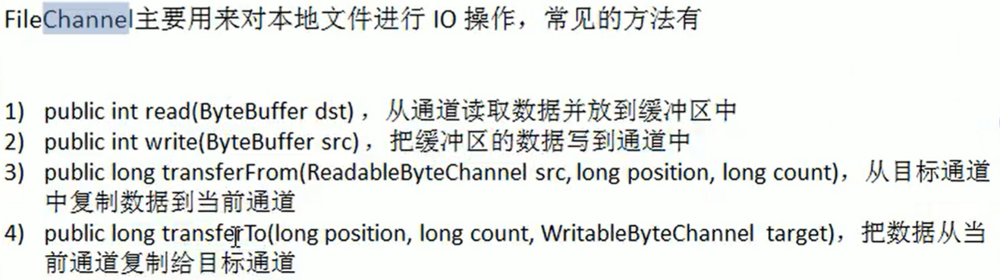 FileChannel主要用来对本地文件进行 IO 操作，常见的方法有
1) public int read(ByteBuffer dst) ，从通道读取数据并放到缓冲区中
2) public int write(ByteBuffer src) ，把缓冲区的数据写到通道中
3) public long transferFrom(ReadableByteChannel src, long position, long count)，从目标通道
中复制数据到当前通道
4) public long transferTo(long position, long count, WritableByteChannel target)，把数据从当
前通道复制给目标通道